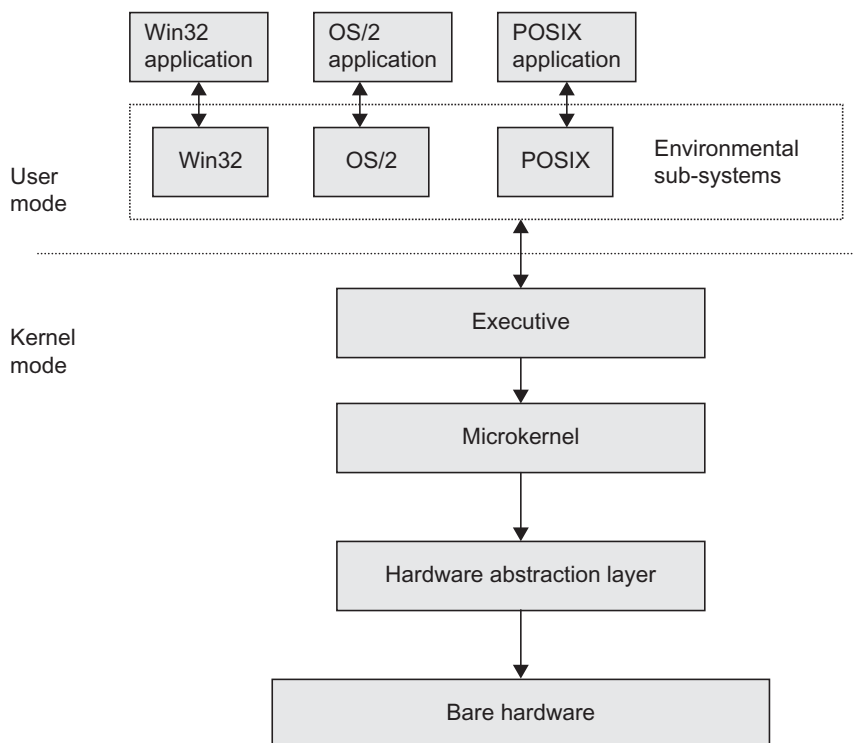 Win32
application
OS/2
application
POSIX
application
Win32
OS/2
POSIX
Environmental
sub-systems
User
mode
Executive
Kernel
mode
Microkernel
Hardware abstraction layer
Bare hardware